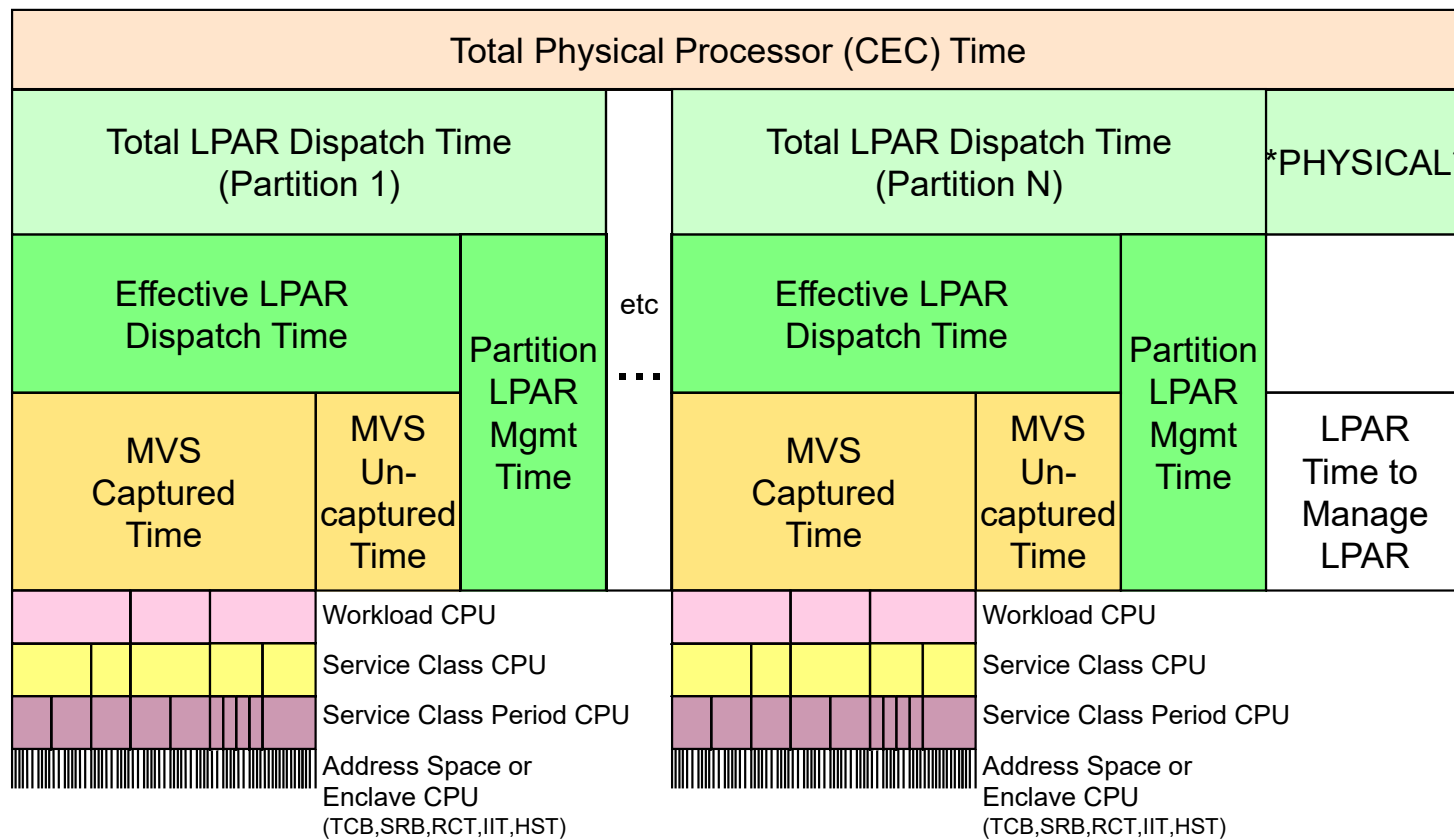 Total Physical Processor (CEC) Time
Total LPAR Dispatch Time
(Partition 1)
Total LPAR Dispatch Time
(Partition N)
*PHYSICAL*
Effective LPAR
Dispatch Time
Partition
LPAR
Mgmt
Time
etc
...
Effective LPAR
Dispatch Time
Partition
LPAR
Mgmt
Time
MVS
Captured
Time
MVS
Un-
captured
Time
MVS
Captured
Time
MVS
Un-
captured
Time
LPAR
Time to
Manage
LPAR
Workload CPU
Service Class CPU
Service Class Period CPU
Address Space or
Enclave CPU
(TCB,SRB,RCT,IIT,HST)
Workload CPU
Service Class CPU
Service Class Period CPU
Address Space or
Enclave CPU
(TCB,SRB,RCT,IIT,HST)